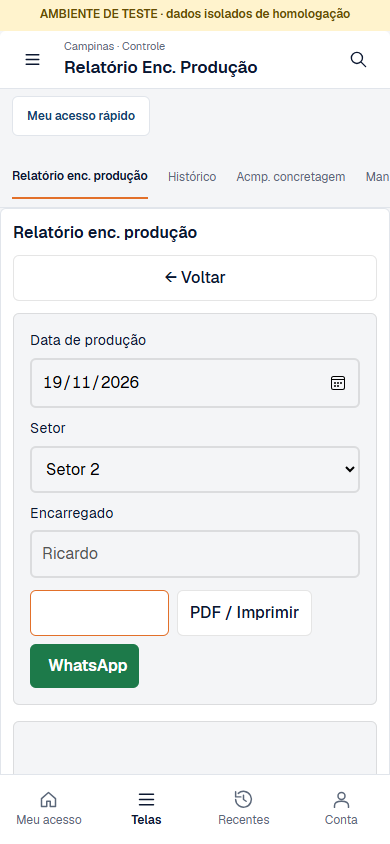 AMBIENTE DE TESTE · dados isolados de homologação
Campinas · Controle
Relatório Enc. Produção
Meu acesso rápido
Relatório enc. produção
Histórico
Acmp. concretagem
Man
Relatório enc. produção
← Voltar
Data de produção
19/11/2026
Setor
Setor 2
Encarregado
Ricardo
PDF / Imprimir
WhatsApp
Meu acesso
Telas
Recentes
Conta